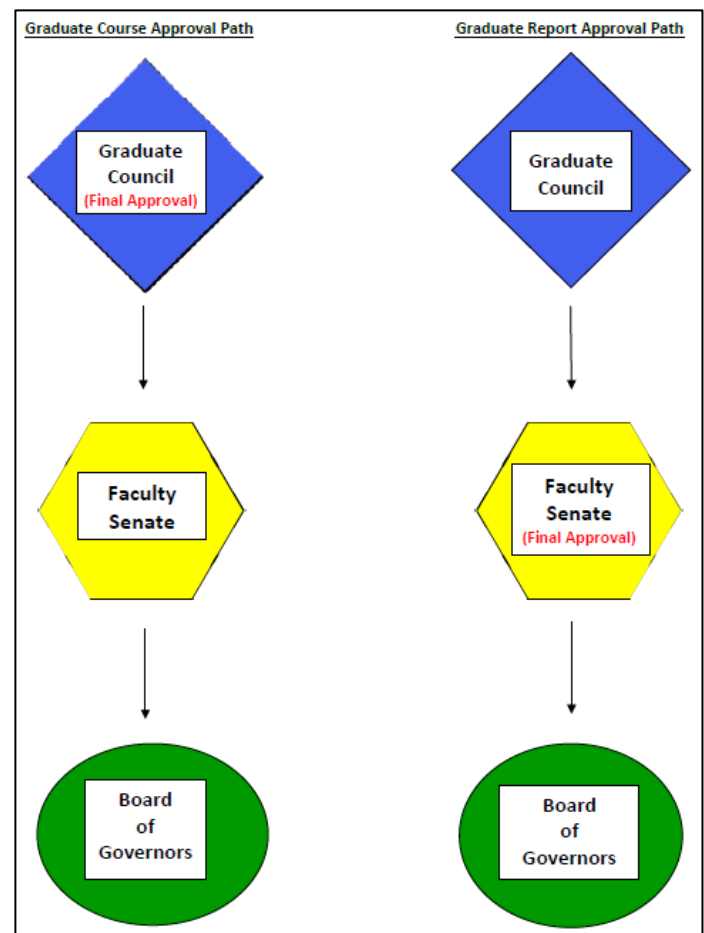 Graduate Course Approval Path
Graduate
Council
(Final Approval)
Faculty
Senate
Board
of
Governors
Graduate Report Approval Path
Graduate
Council
Faculty
Senate
(Final Approval)
Board
of
Governors